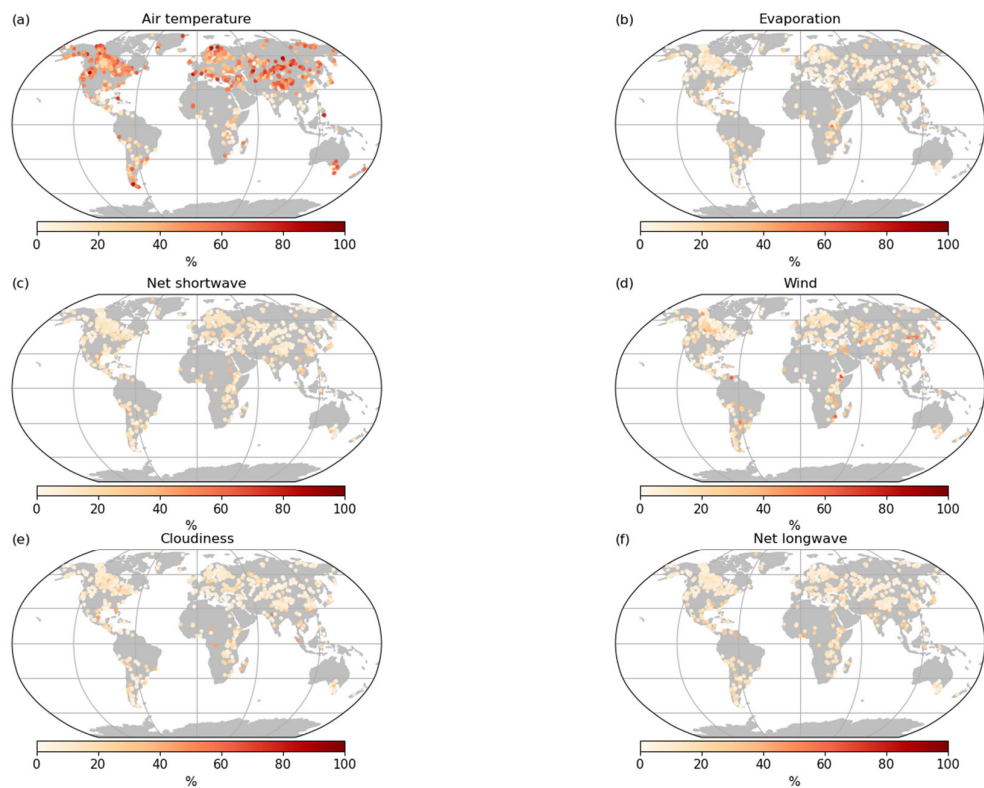 (a) Air temperature
(b) Evaporation
0 20 40 60 80 100
%
0 20 40 60 80 100
%
(c) Net shortwave
(d) Wind
0 20 40 60 80 100
%
0 20 40 60 80 100
%
(e) Cloudiness
(f) Net longwave
0 20 40 60 80 100
%
0 20 40 60 80 100
%